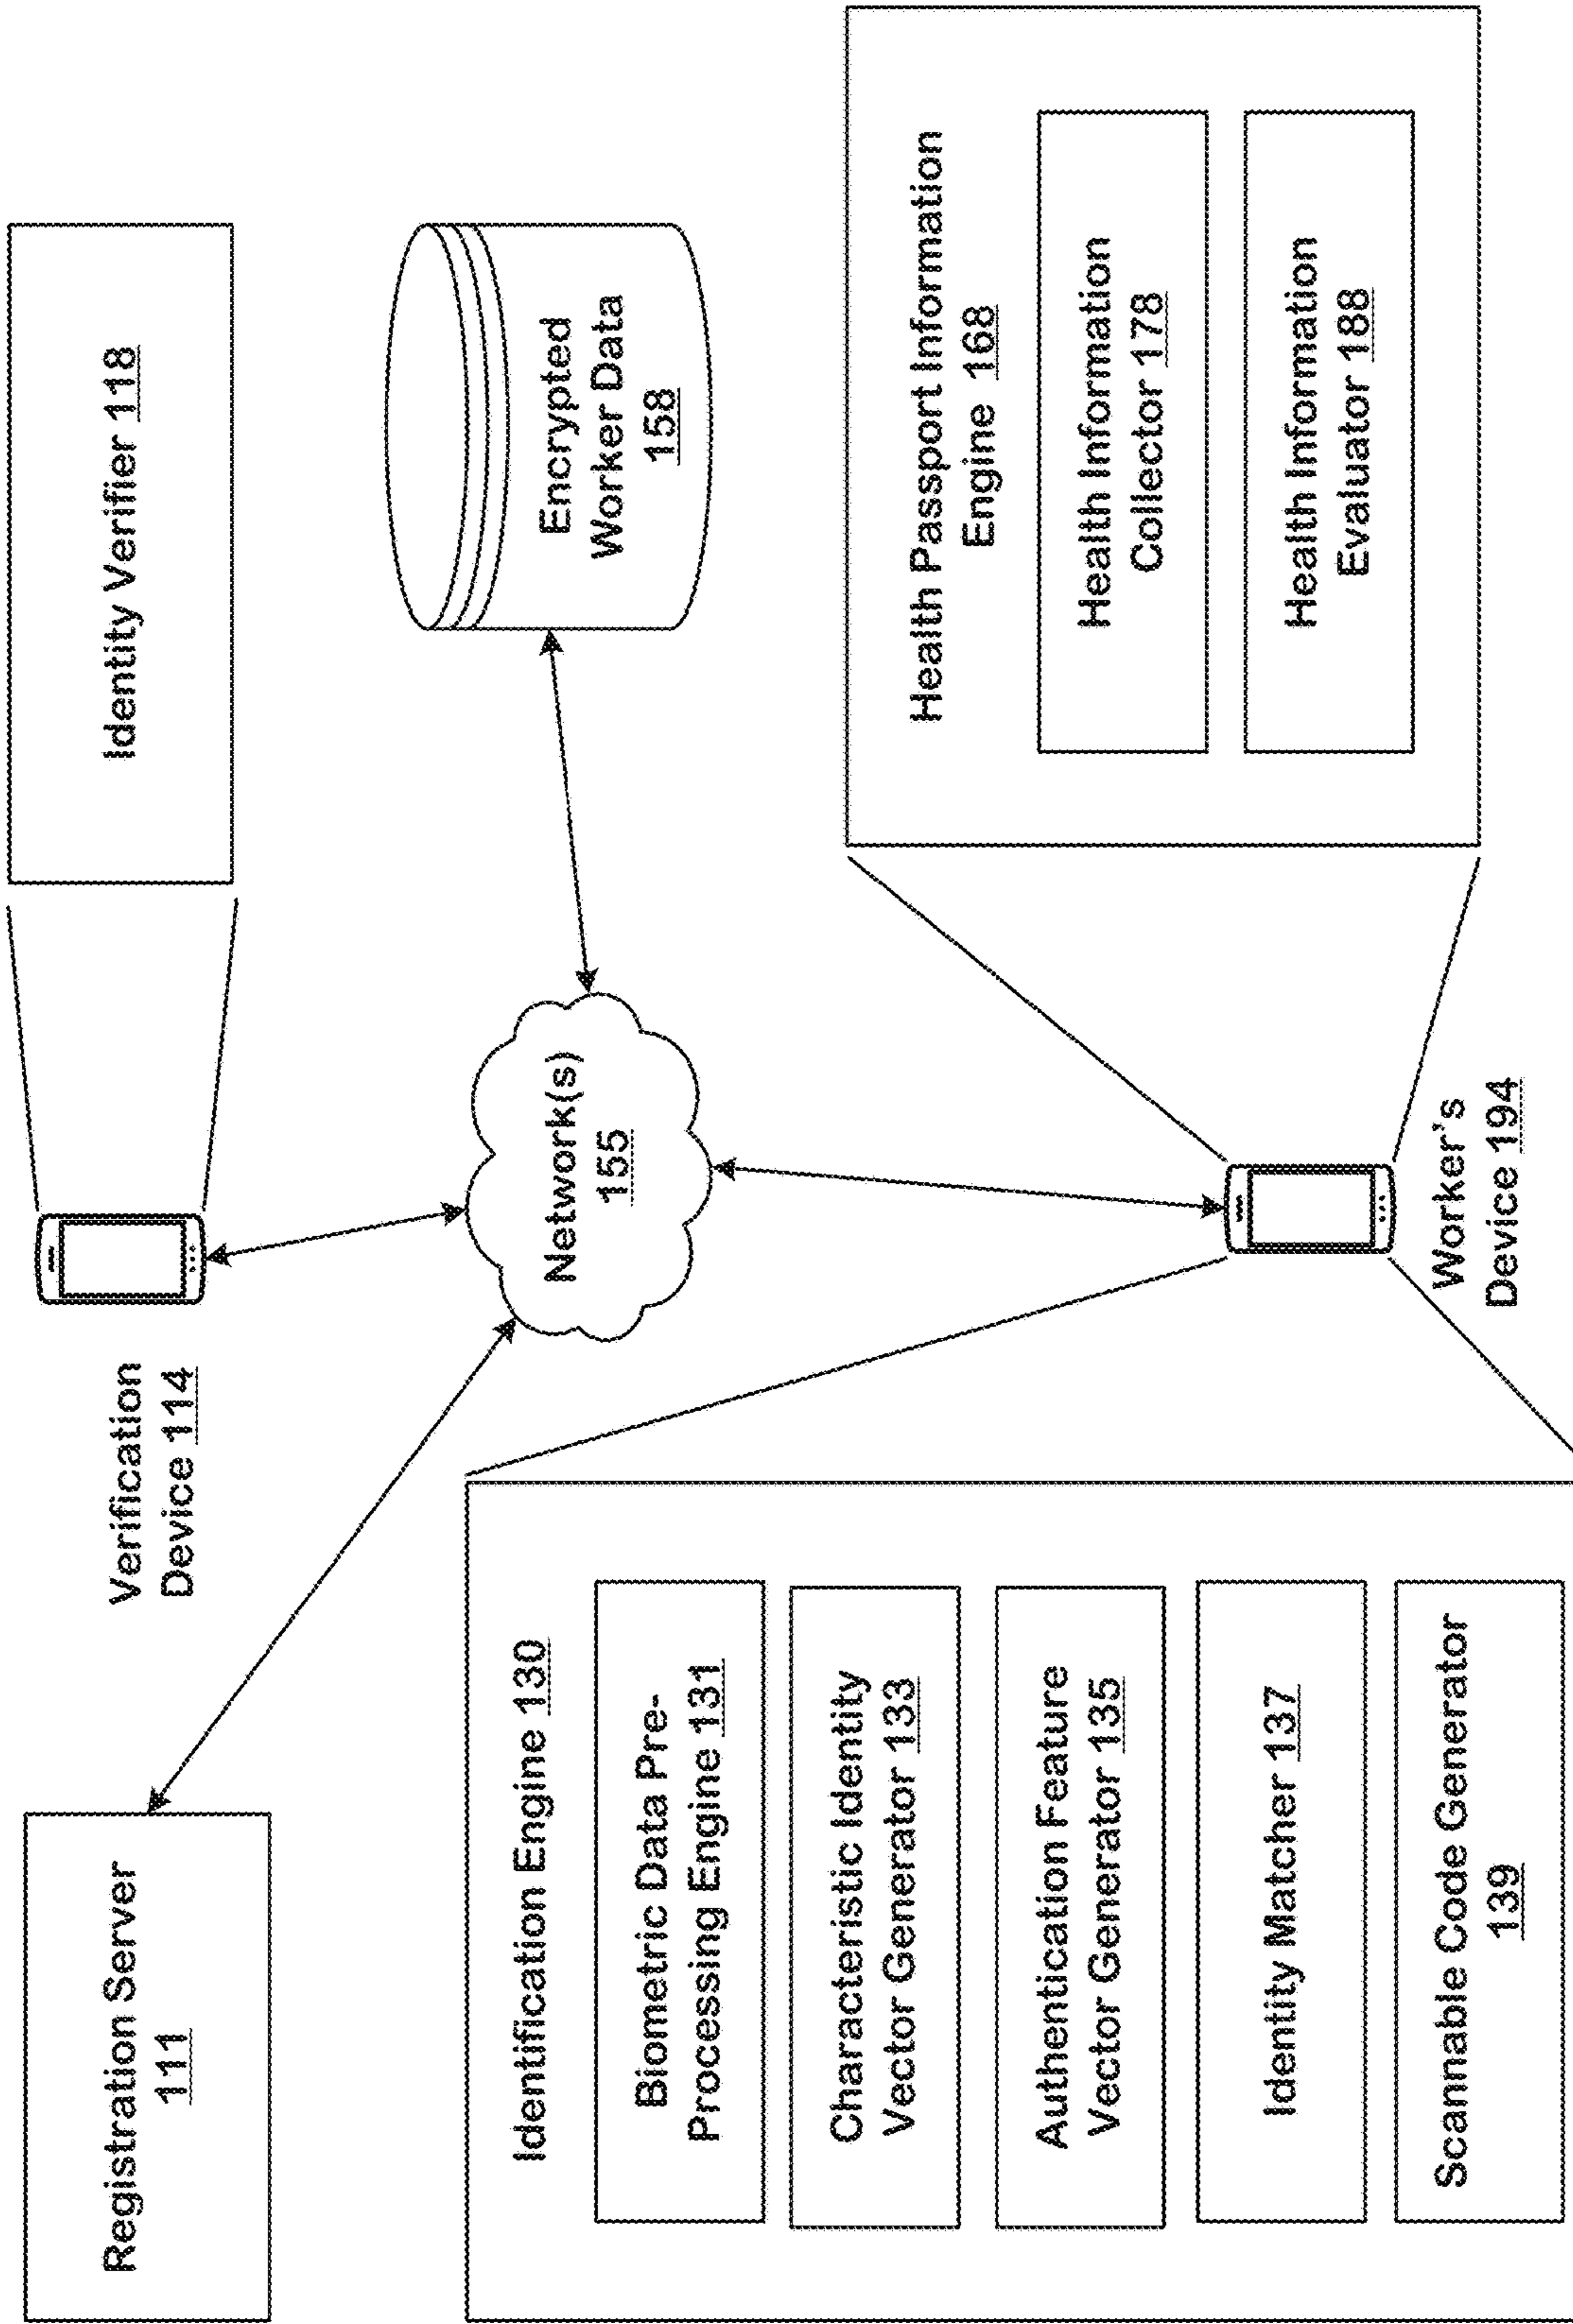 Registration Server
111
Verification
Device 114
Identity Verifier 118
Network(s)
155
Encrypted
Worker Data
158
Identification Engine 130
Biometric Data Pre-
Processing Engine 131
Characteristic Identity
Vector Generator 133
Authentication Feature
Vector Generator 135
Identity Matcher 137
Scannable Code Generator
139
Worker's
Device 194
Health Passport Information
Engine 168
Health Information
Collector 178
Health Information
Evaluator 188